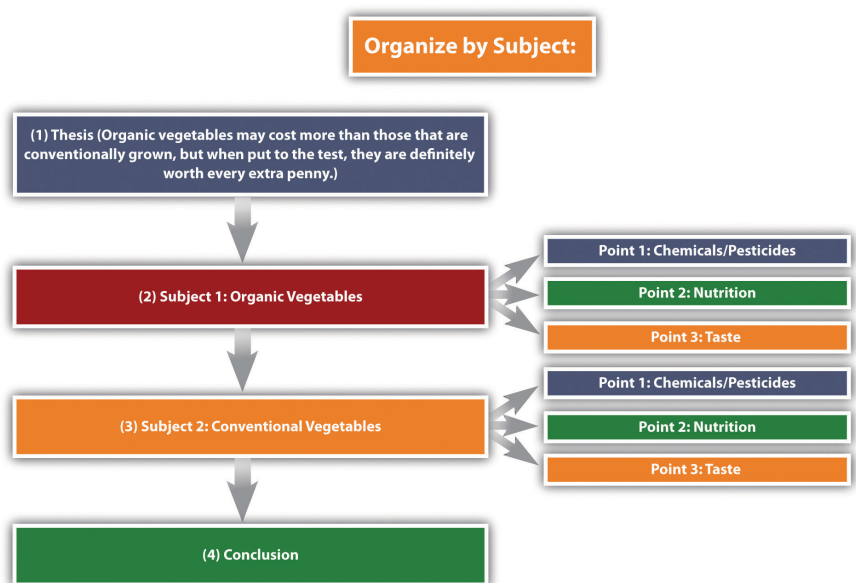 Organize by Subject:
(1) Thesis (Organic vegetables may cost more than those that are
conventionally grown, but when put to the test, they are definitely
worth every extra penny.)
(2) Subject 1: Organic Vegetables
Point 1: Chemicals/Pesticides
Point 2: Nutrition
Point 3: Taste
(3) Subject 2: Conventional Vegetables
Point 1: Chemicals/Pesticides
Point 2: Nutrition
Point 3: Taste
(4) Conclusion